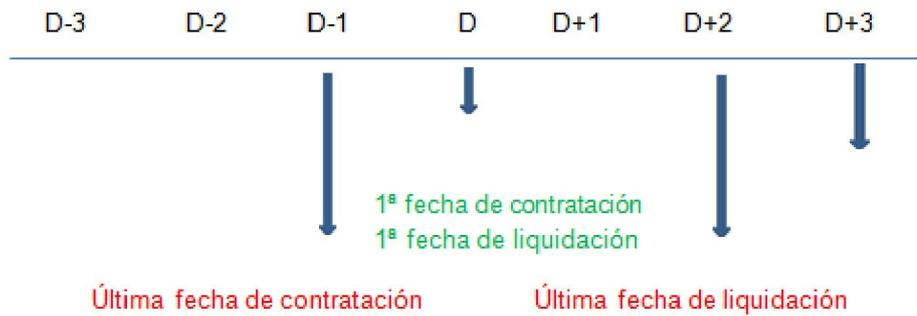 D-3 D-2 D-1 D D+1 D+2 D+3
1ª fecha de contratación
1ª fecha de liquidación
Última fecha de contratación Última fecha de liquidación